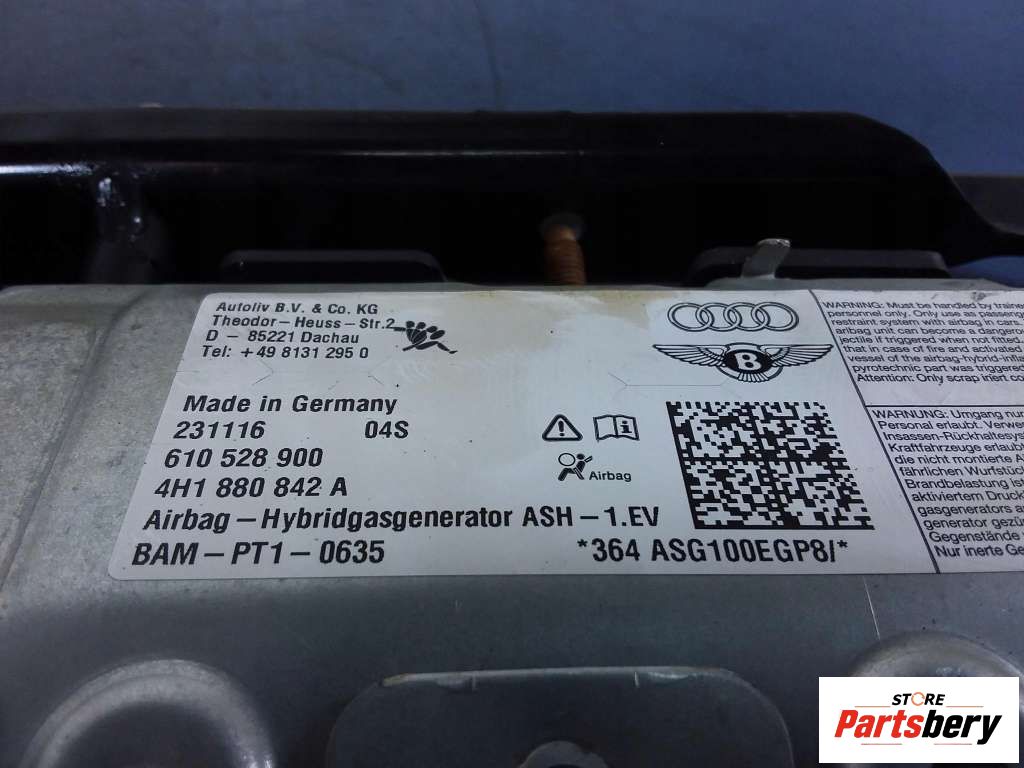 Autoliv B.V. & Co. KG
Theodor-Heuss-Str.2
D - 85221 Dachau
Tel: +49 8131 295 0
Made in Germany
231116 04S
610 528 900
4H1 880 842 A
Airbag-Hybridgasgenerator ASH-1.EV
BAM-PT1-0635
B
Airbag
*364 ASG100EGP8/*
WARNING: Must be handled by traine
personnel only. Only use as passeng
restraint system with airbag in cars.
airbag unit can become a dangero
jectile if triggered when not fitted.
that in case of fire and activated
vessel of the airbag-hybrid-infl
pyrotechnic part was triggered
Attention: Only scrap inert co
WARNUNG: Umgang nur
Personal erlaubt. Verwe
Insassen-Rückhaltesys
Kraftfahrzeuge erlaubt
die nicht montierte A
fährlichen Wurfstück
Brandbelastung ist
aktiviertem Druck
gasgenerators a
generator gezü
Gegenstände
Nur inerte Ge
STORE
Partsbery